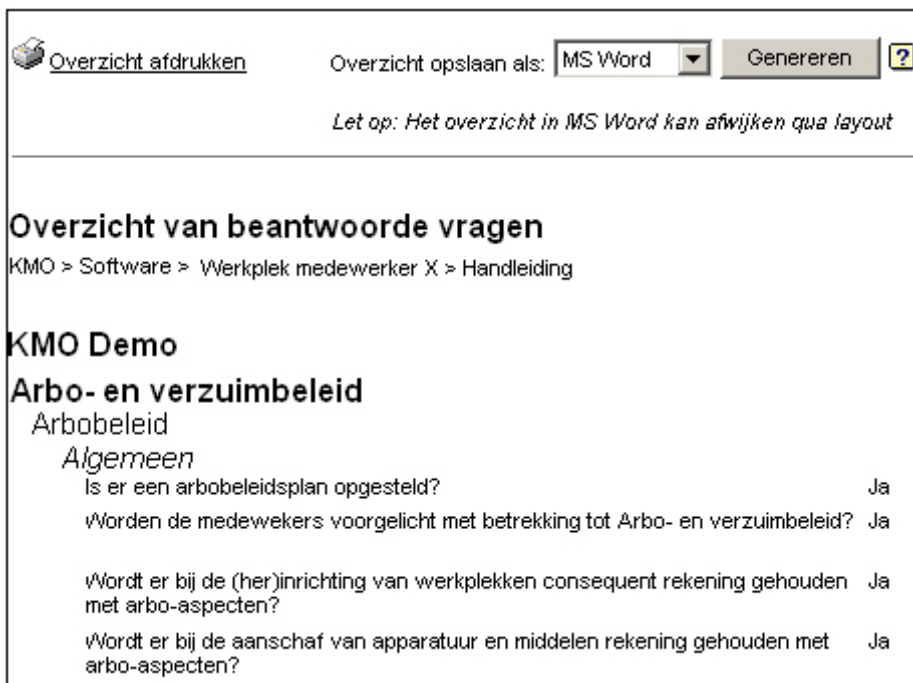 Overzicht afdrukken Overzicht opslaan als: MS Word Genereren ?
Let op: Het overzicht in MS Word kan afwijken qua layout
Overzicht van beantwoorde vragen
KMO > Software > Werkplek medewerker X > Handleiding
KMO Demo
Arbo- en verzuimbeleid
Arbobeleid
Algemeen
Is er een arbobeleidsplan opgesteld? Ja
Worden de medewekers voorgelicht met betrekking tot Arbo- en verzuimbeleid? Ja
Wordt er bij de (her)inrichting van werkplekken consequent rekening gehouden Ja
met arbo-aspecten?
Wordt er bij de aanschaf van apparatuur en middelen rekening gehouden met Ja
arbo-aspecten?